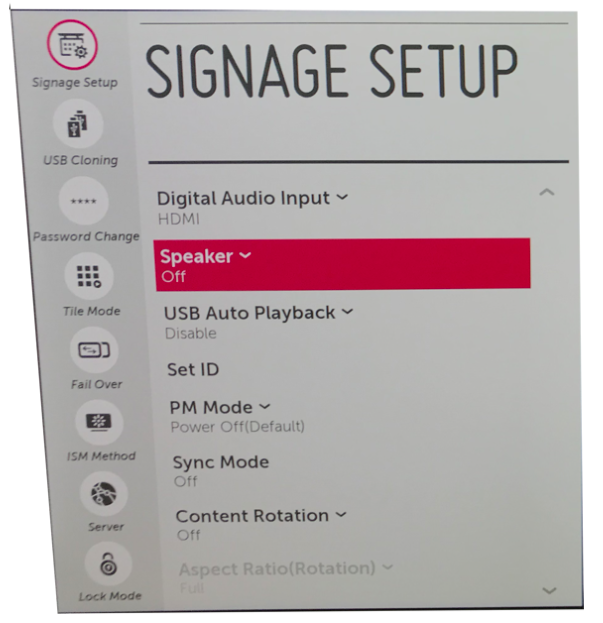 SIGNAGE SETUP
Signage Setup
USB Cloning
****
Password Change
Tile Mode
Fail Over
ISM Method
Server
Lock Mode
Digital Audio Input
HDMI
Speaker
Off
USB Auto Playback
Disable
Set ID
PM Mode
Power Off(Default)
Sync Mode
Off
Content Rotation
Off
Aspect Ratio(Rotation)
Full